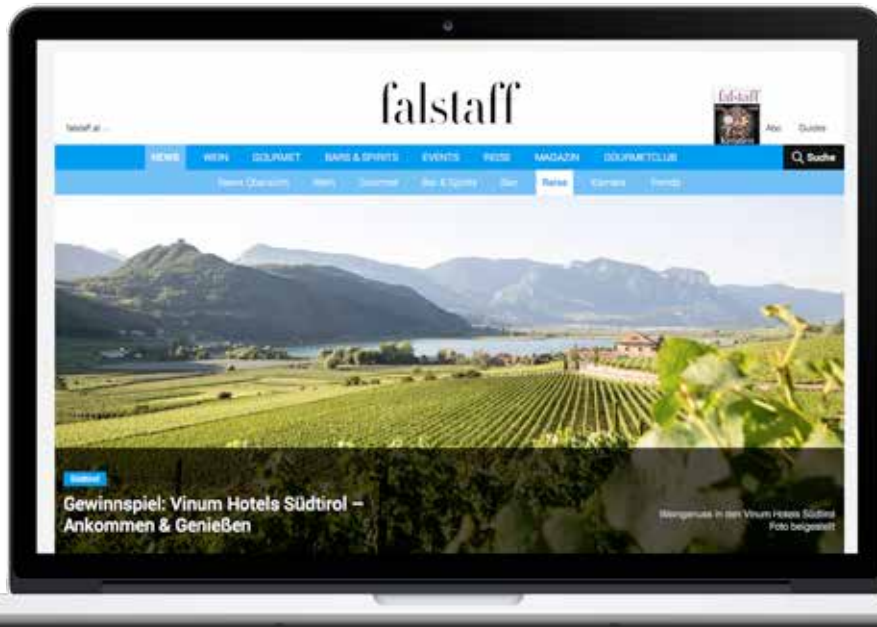 falstaff
falstaff
falstaff.at
Abo Guides
NEWS WEIN GOURMET BARS & SPIRITS EVENTS REISE MAGAZIN GOURMETCLUB Suche
News Übersicht Wein Gourmet Bar & Spirits Bier Reise Karriere Trends
Südtirol
Gewinnspiel: Vinum Hotels Südtirol –
Ankommen & Genießen
Weingenuss in den Vinum Hotels Südtirol
Foto beigestellt